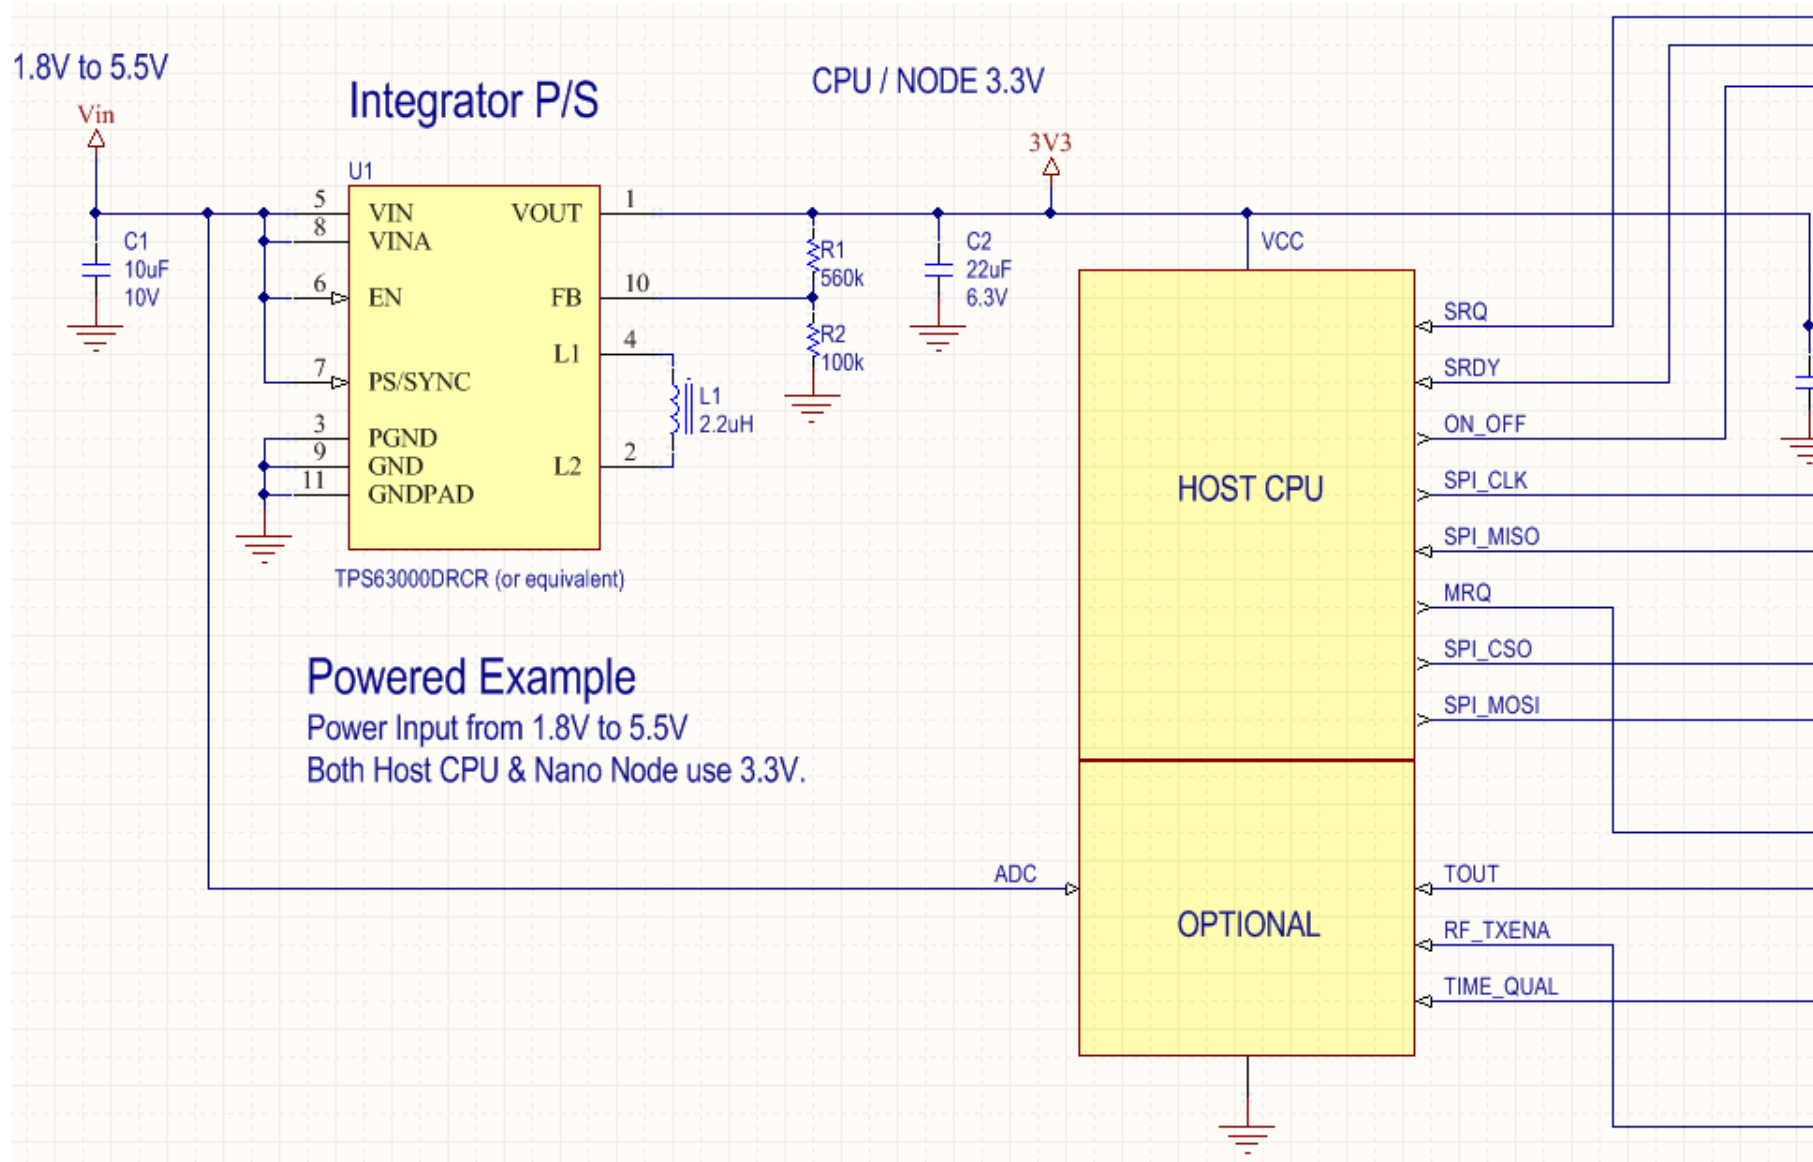 1.8V to 5.5V
Vin
Integrator P/S
CPU / NODE 3.3V
3V3
U1
5
VIN
VOUT
1
8
VINA
6
EN
FB
10
L1
4
7
PS/SYNC
3
PGND
9
GND
L2
2
11
GNDPAD
C1
10uF
10V
R1
560k
R2
100k
C2
22uF
6.3V
L1
2.2uH
TPS63000DRCR (or equivalent)
Powered Example
Power Input from 1.8V to 5.5V
Both Host CPU & Nano Node use 3.3V.
VCC
HOST CPU
SRQ
SRDY
ON_OFF
SPI_CLK
SPI_MISO
MRQ
SPI_CSO
SPI_MOSI
ADC
OPTIONAL
TOUT
RF_TXENA
TIME_QUAL